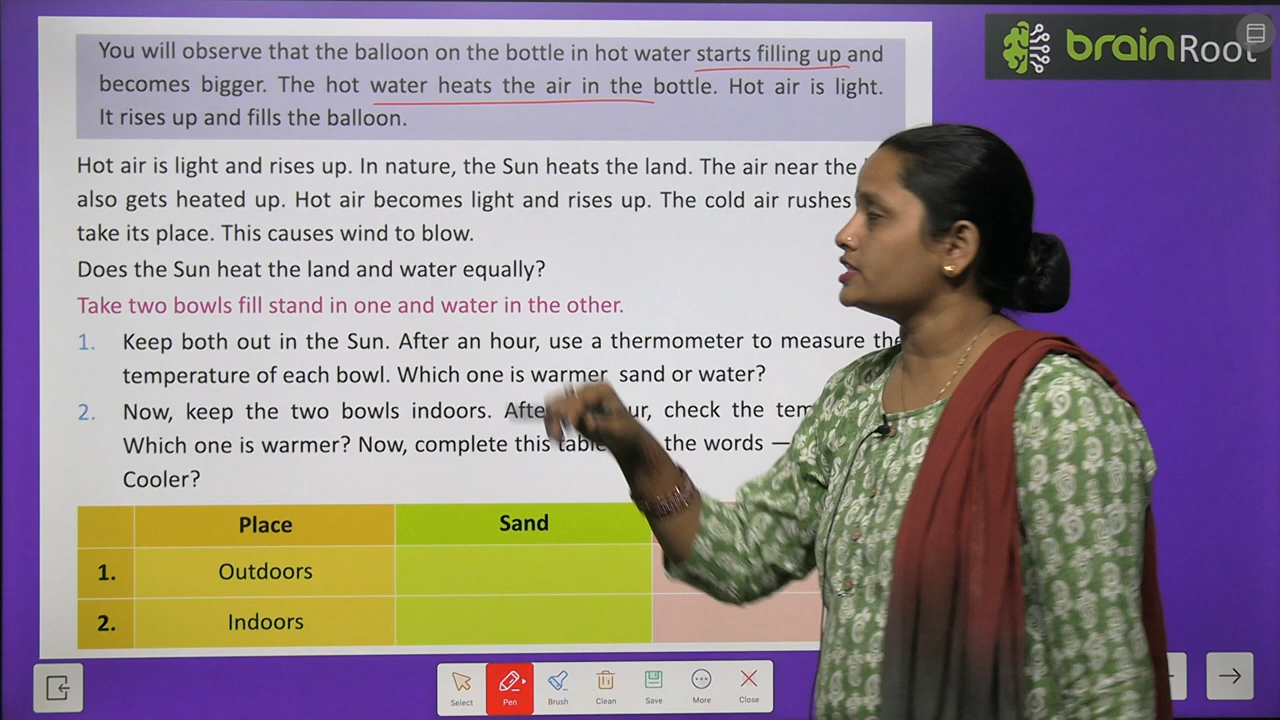 You will observe that the balloon on the bottle in hot water starts filling up and
becomes bigger. The hot water heats the air in the bottle. Hot air is light.
It rises up and fills the balloon.
brainRoot
Hot air is light and rises up. In nature, the Sun heats the land. The air near the
also gets heated up. Hot air becomes light and rises up. The cold air rushes
take its place. This causes wind to blow.
Does the Sun heat the land and water equally?
Take two bowls fill stand in one and water in the other.
1. Keep both out in the Sun. After an hour, use a thermometer to measure the
temperature of each bowl. Which one is warmer sand or water?
2. Now, keep the two bowls indoors. check the
Which one is warmer? Now, complete this the words —
Cooler?
Place Sand
1. Outdoors
2. Indoors
Select Pen Brush Clean Save More Close